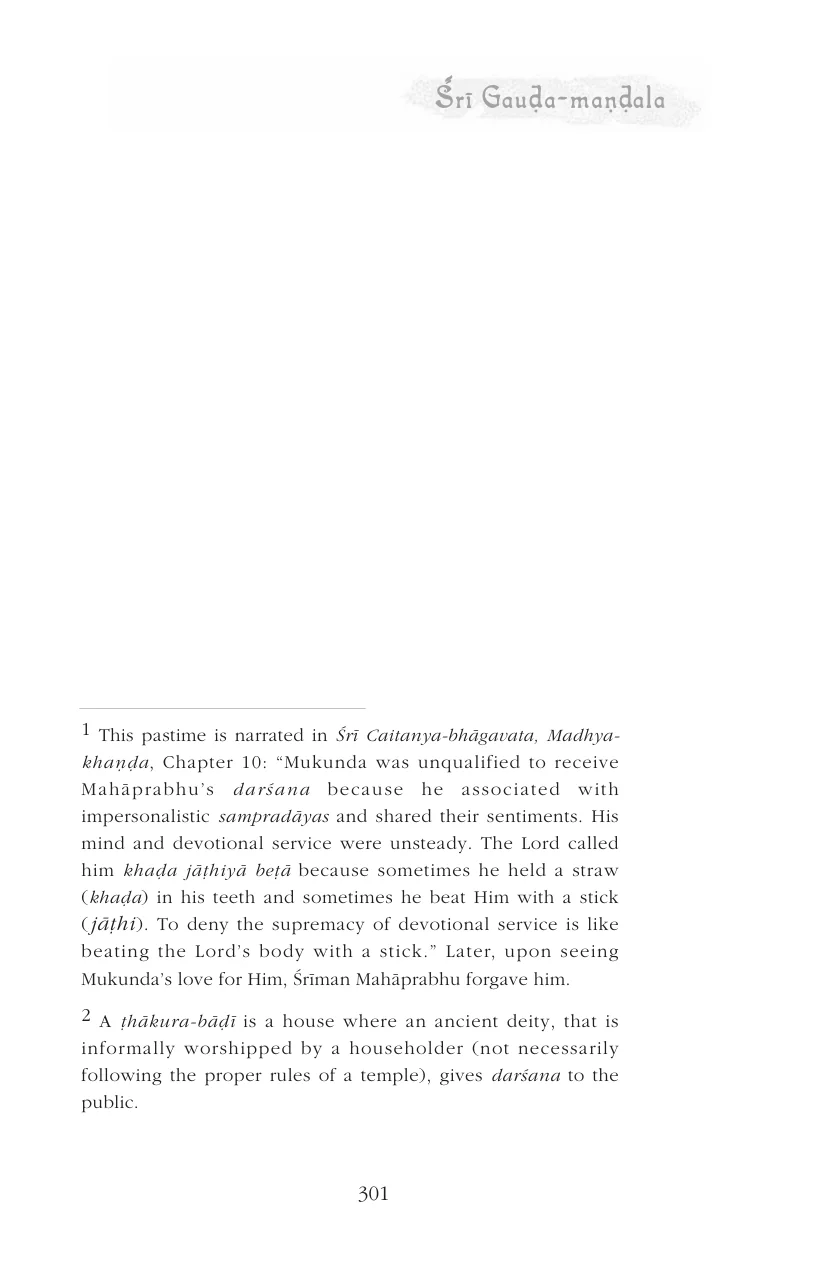 Śrī Gauḍa-maṇḍala
1 This pastime is narrated in Śrī Caitanya-bhāgavata, Madhya-
khaṇḍa, Chapter 10: “Mukunda was unqualified to receive
Mahāprabhu’s darśana because he associated with
impersonalistic sampradāyas and shared their sentiments. His
mind and devotional service were unsteady. The Lord called
him khaḍa jāṭhiyā beṭā because sometimes he held a straw
(khaḍa) in his teeth and sometimes he beat Him with a stick
(jāṭhi). To deny the supremacy of devotional service is like
beating the Lord’s body with a stick.” Later, upon seeing
Mukunda’s love for Him, Śrīman Mahāprabhu forgave him.
2 A ṭhākura-bāḍī is a house where an ancient deity, that is
informally worshipped by a householder (not necessarily
following the proper rules of a temple), gives darśana to the
public.
301